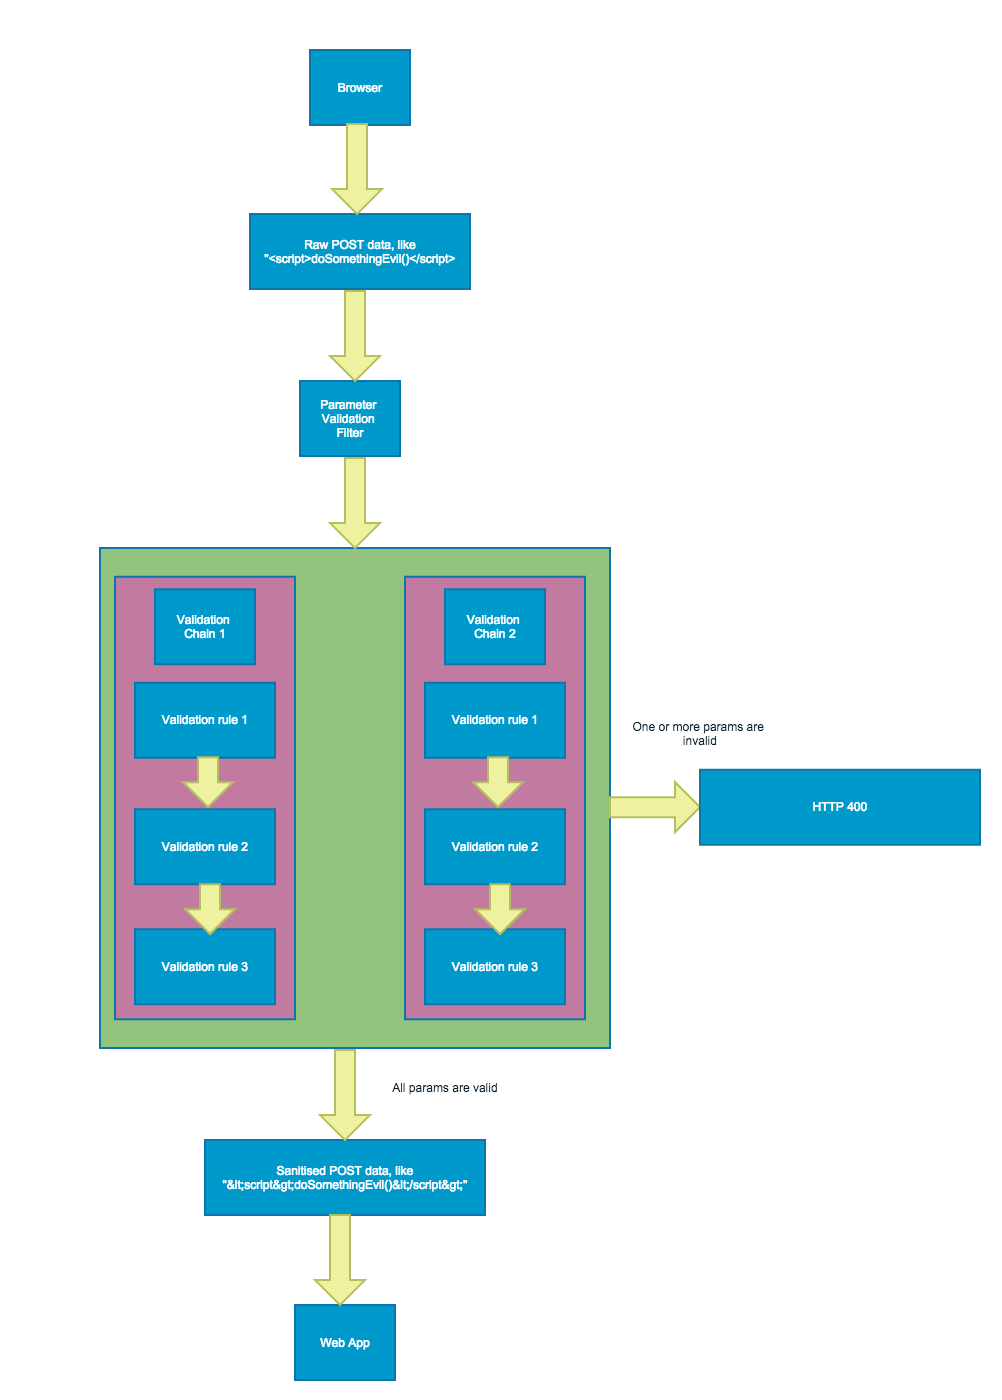 Browser
Raw POST data, like
"<script>doSomethingEvil()</script>
Parameter
Validation
Filter
Validation
Chain 1
Validation rule 1
Validation rule 2
Validation rule 3
Validation
Chain 2
Validation rule 1
Validation rule 2
Validation rule 3
One or more params are
invalid
HTTP 400
All params are valid
Sanitised POST data, like
"&lt;script&gt;doSomethingEvil()&lt;/script&gt;"
Web App